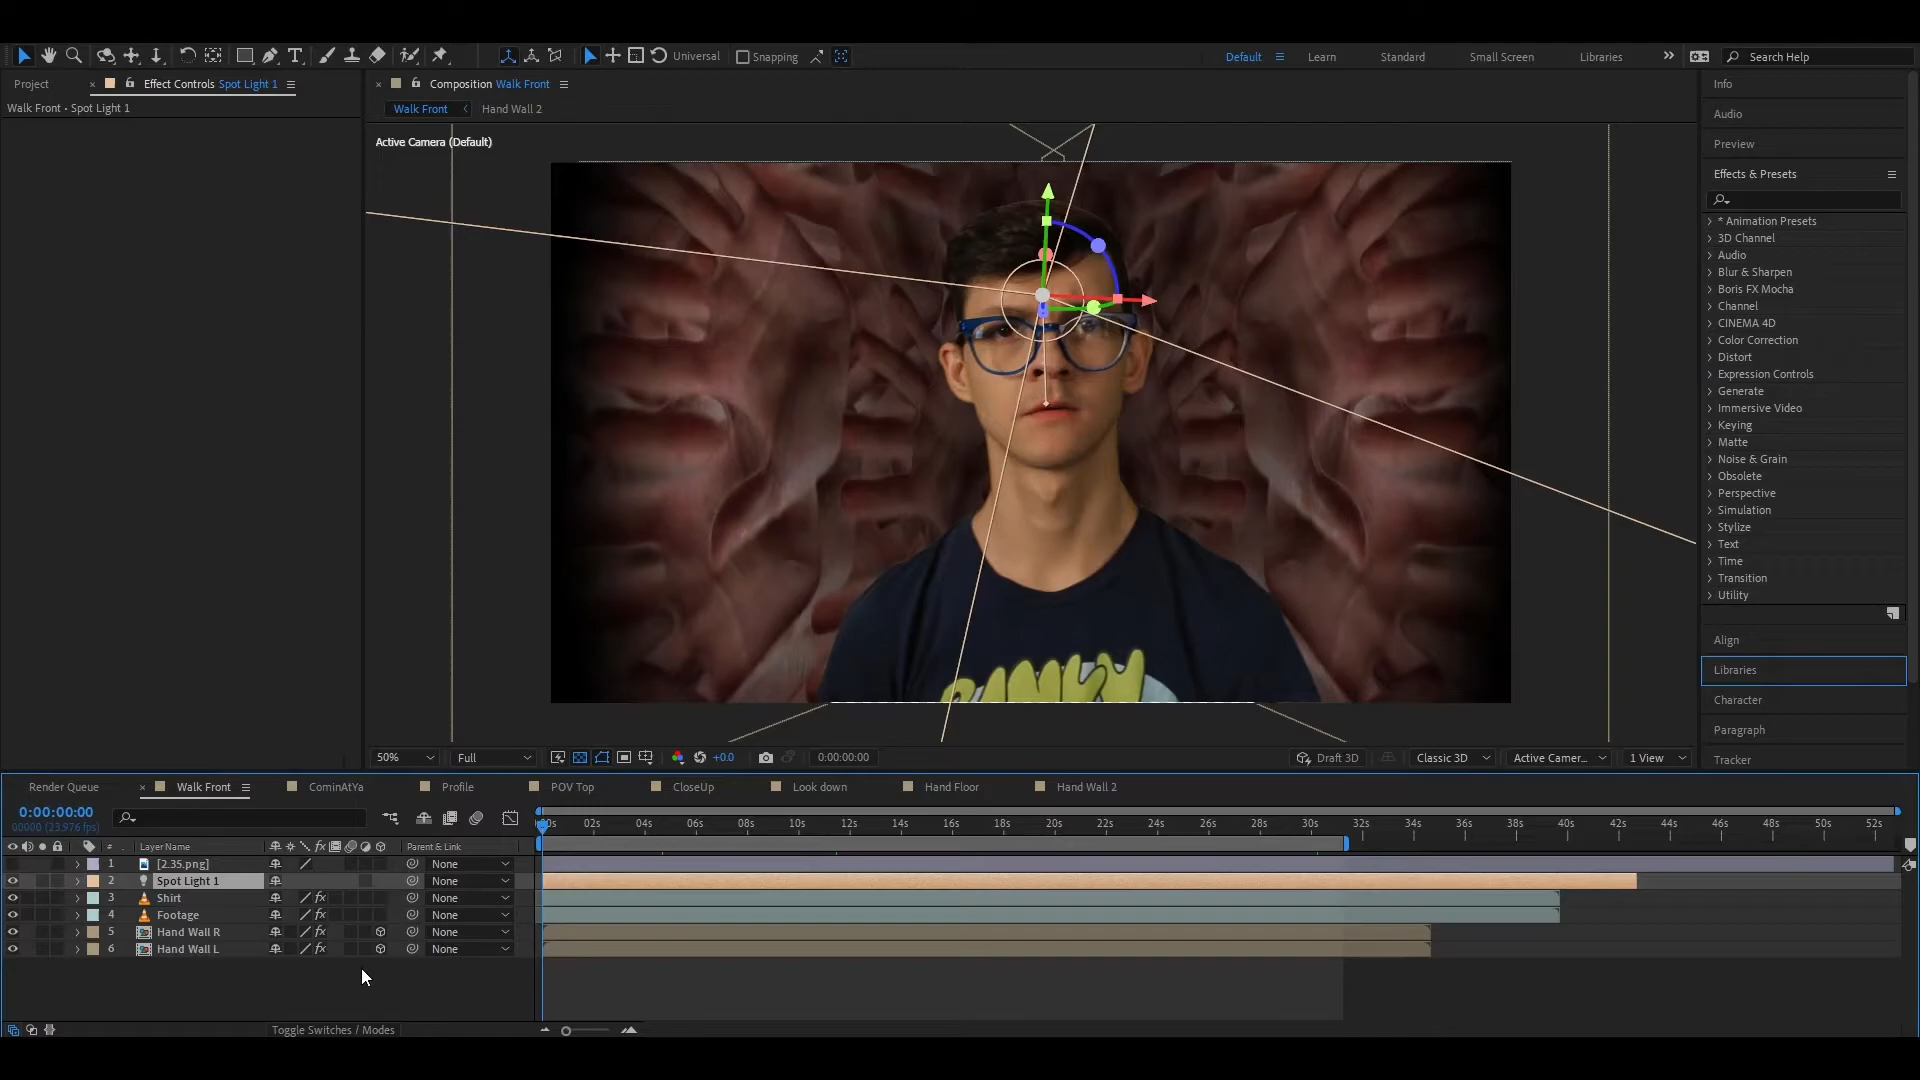 Universal
Snapping
Default
Learn
Standard
Small Screen
Libraries
Search Help
Project
Effect Controls Spot Light 1
Composition Walk Front
Info
Walk Front • Spot Light 1
Walk Front
Hand Wall 2
Audio
Active Camera (Default)
Preview
Effects & Presets
* Animation Presets
3D Channel
Audio
Blur & Sharpen
Boris FX Mocha
Channel
CINEMA 4D
Color Correction
Distort
Expression Controls
Generate
Immersive Video
Keying
Matte
Noise & Grain
Obsolete
Perspective
Simulation
Stylize
Text
Time
Transition
Utility
Align
Libraries
Character
Paragraph
Tracker
50%
Full
+0.0
0:00:00:00
Draft 3D
Classic 3D
Active Camer...
1 View
Render Queue
Walk Front
CominAtYa
Profile
POV Top
CloseUp
Look down
Hand Floor
Hand Wall 2
0:00:00:00
00000 (23.976 fps)
02s 04s 06s 08s 10s 12s 14s 16s 18s 20s 22s 24s 26s 28s 30s 32s 34s 36s 38s 40s 42s 44s 46s 48s 50s 52s
# Layer Name fx Parent & Link
1 [2.35.png] None
2 Spot Light 1 None
3 Shirt fx None
4 Footage fx None
5 Hand Wall R fx None
6 Hand Wall L fx None
Toggle Switches / Modes